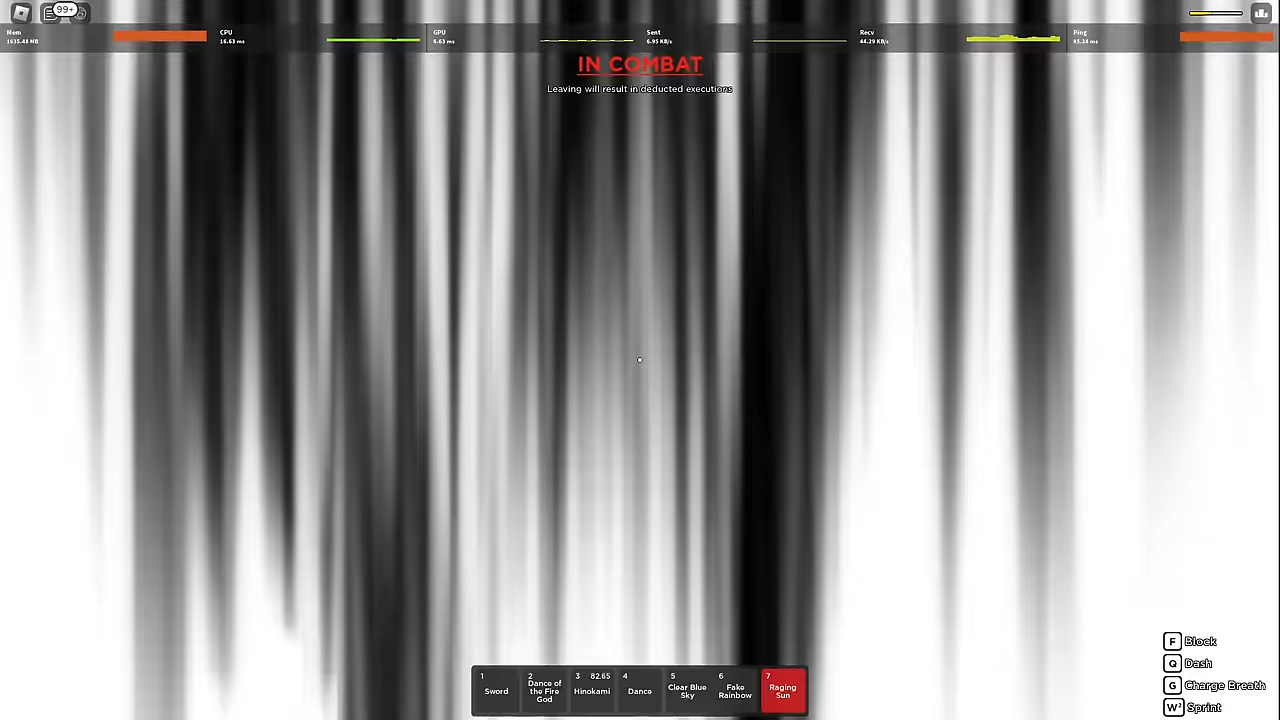 99+
Mem
1635.48 MB
CPU
16.63 ms
GPU
6.63 ms
Sent
6.95 KB/s
Recv
44.29 KB/s
Ping
85.24 ms
IN COMBAT
Leaving will result in deducted executions
F Block
Q Dash
G Charge Breath
W² Sprint
1
Sword
2
Dance of
the Fire
God
3 82.65
Hinokami
4
Dance
5
Clear Blue
Sky
6
Fake
Rainbow
7
Raging
Sun